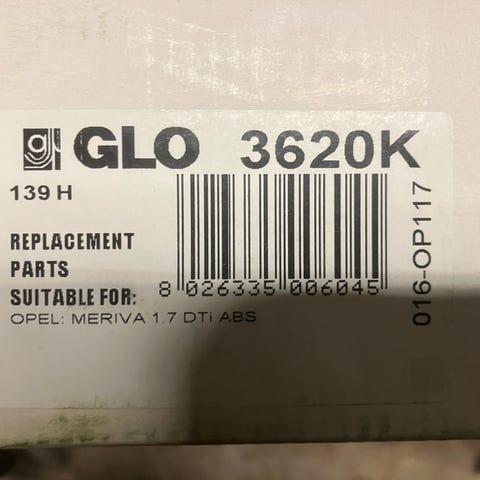 g GLO 3620K
139 H
REPLACEMENT
PARTS
SUITABLE FOR:
8 026335 006045
OPEL: MERIVA 1.7 DTi ABS
016-OP117